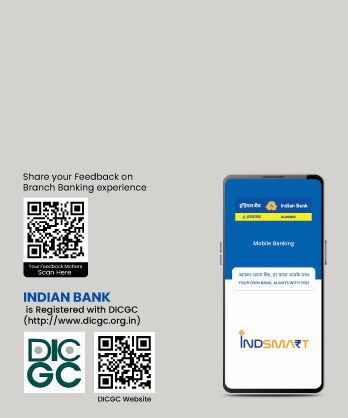 Share your Feedback on
Branch Banking experience
Your Feedback Matters
Scan Here
INDIAN BANK
is Registered with DICGC
(http://www.dicgc.org.in)
DIC
GC
DICGC Website
इंडियन बैंक Indian Bank
इलाहाबाद ALLAHABAD
Mobile Banking
आपका अपना बैंक, हर कदम आपके साथ
YOUR OWN BANK, ALWAYS WITH YOU
INDSMA₹T